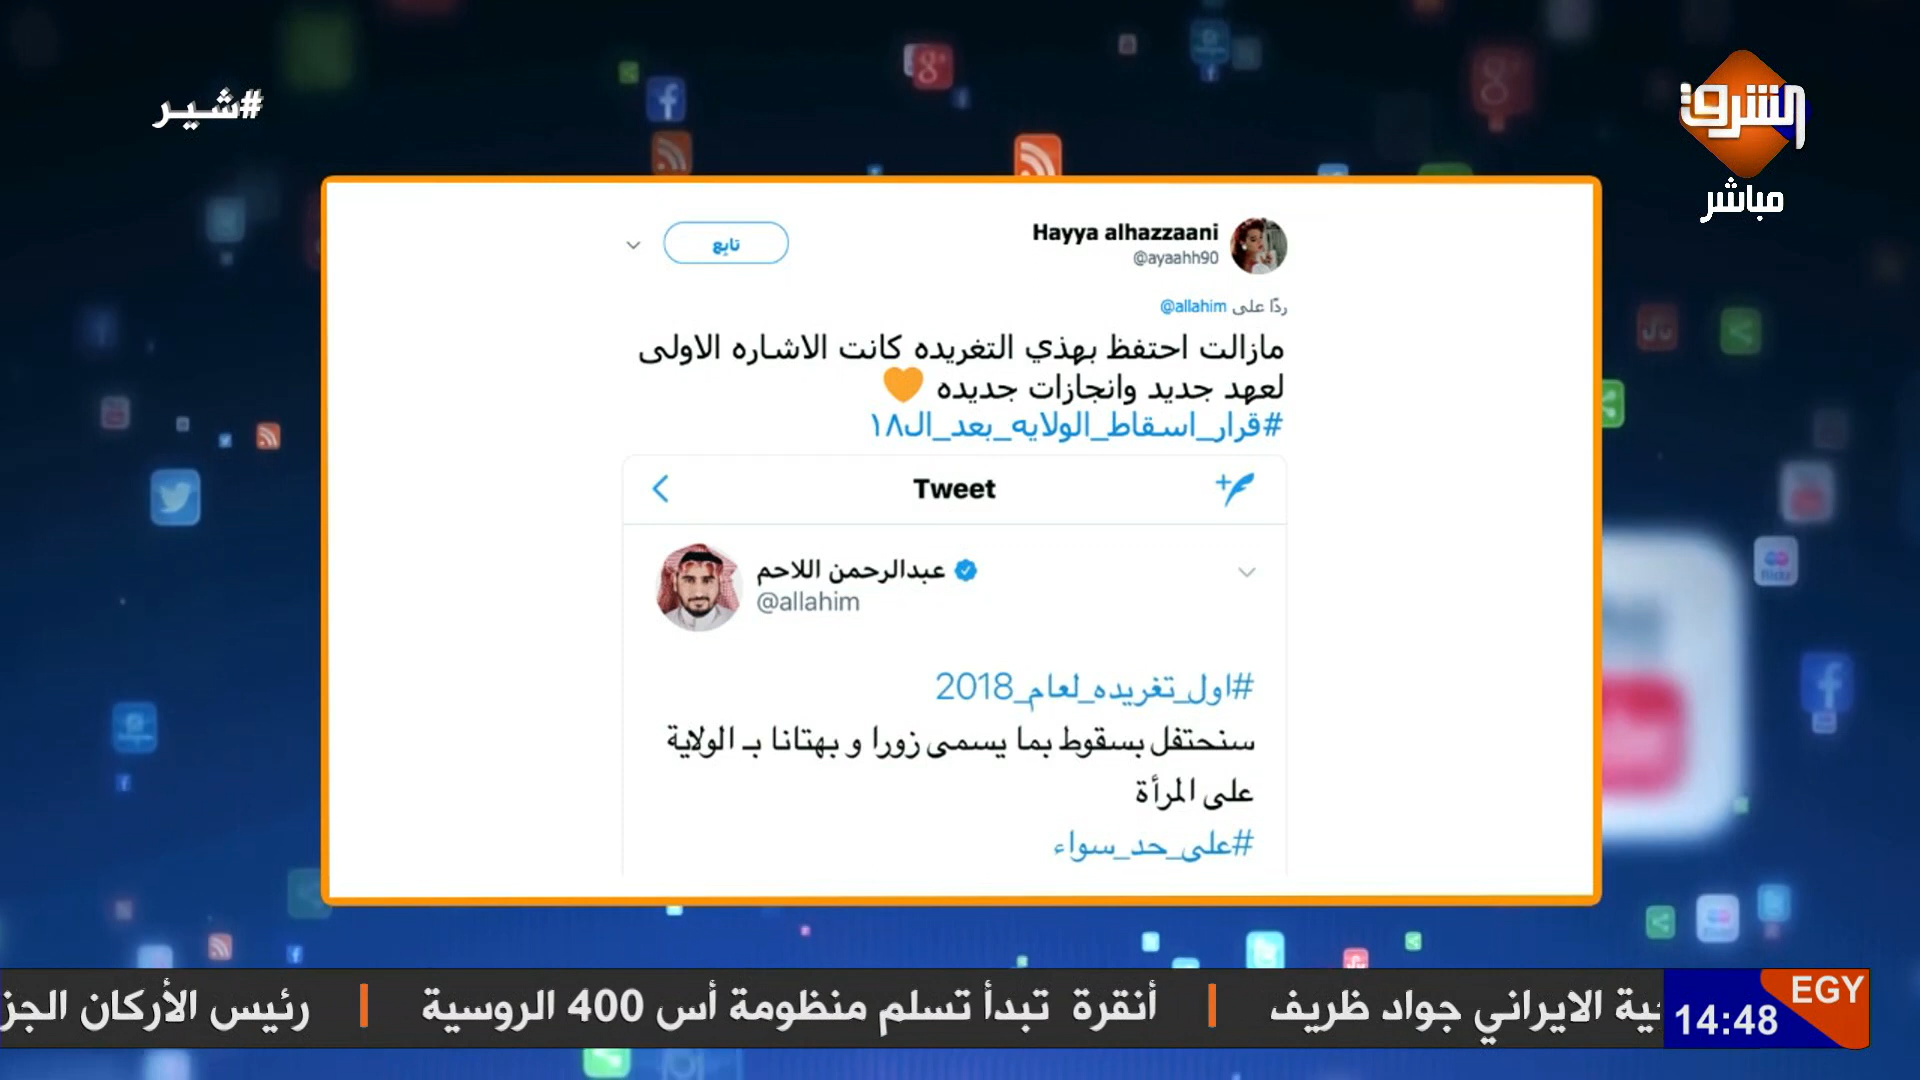 #شير
الشرق
مباشر
Hayya alhazzaani
@ayaahh90
تابع
ردًا على @allahim
مازالت احتفظ بهذي التغريده كانت الاشاره الاولى
لعهد جديد وانجازات جديده 🧡
#قرار_اسقاط_الولايه_بعد_ال١٨
Tweet
عبدالرحمن اللاحم
@allahim
#اول_تغريده_لعام_2018
سنحتفل بسقوط بما يسمى زورا و بهتانا بـ الولاية
على المرأة
#على_حد_سواء
EGY
14:48
الايراني جواد ظريف | أنقرة تبدأ تسلم منظومة أس 400 الروسية | رئيس الأركان